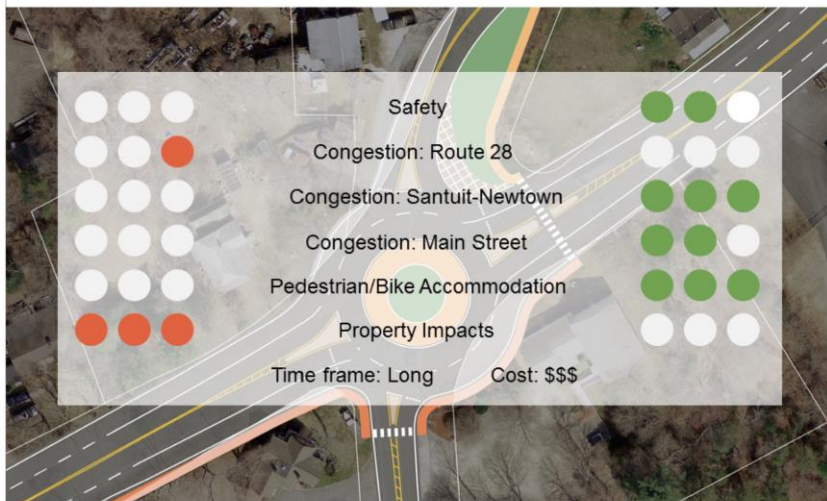 Safety
Congestion: Route 28
Congestion: Santuit-Newtown
Congestion: Main Street
Pedestrian/Bike Accommodation
Property Impacts
Time frame: Long Cost: $$$